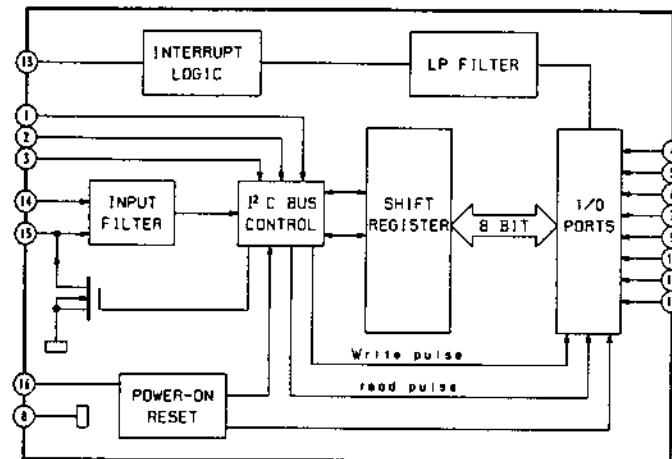 13
INTERRUPT
LOGIC
LP FILTER
1
2
3
14
15
INPUT
FILTER
I² C BUS
CONTROL
SHIFT
REGISTER
8 BIT
I/O
PORTS
Write pulse
read pulse
16
8
POWER-ON
RESET